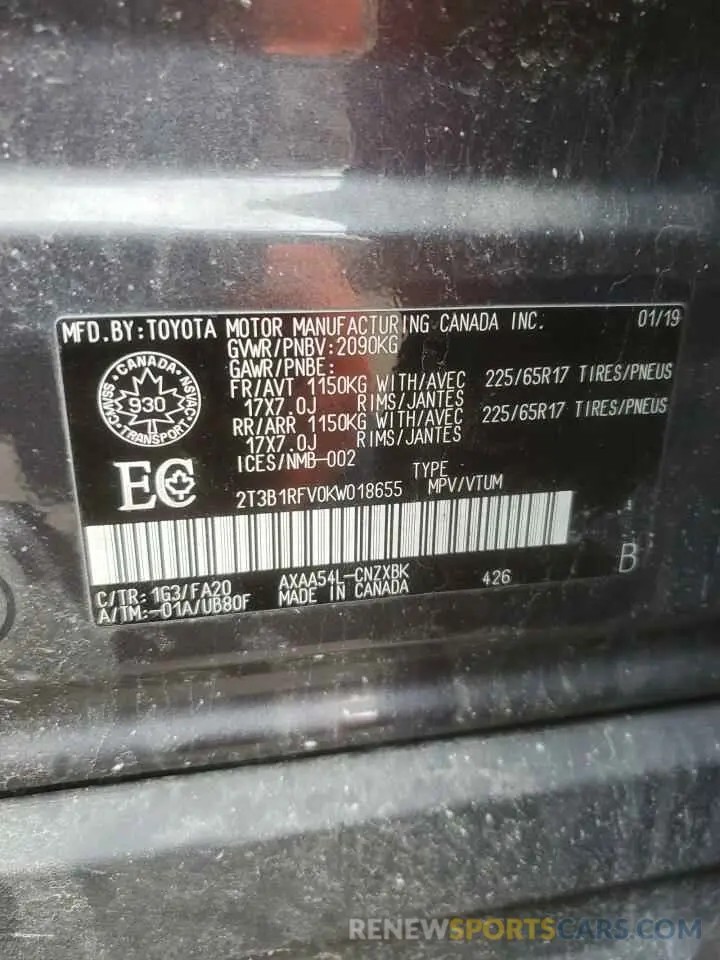 MFD.BY:TOYOTA MOTOR MANUFACTURING CANADA INC. 01/19
GVWR/PNBV:2090KG
GAWR/PNBE:
FR/AVT 1150KG WITH/AVEC 225/65R17 TIRES/PNEUS
17X7.0J RIMS/JANTES
RR/ARR 1150KG WITH/AVEC 225/65R17 TIRES/PNEUS
17X7.0J RIMS/JANTES
ICES/NMB-002
CANADA
930
TRANSPORT
CMVSS
NSVAC
EC
TYPE
2T3B1RFV0KW018655 MPV/VTUM
C/TR: 1G3/FA20 AXAA54L-CNZXBK 426 B
A/TM:-01A/UB80F MADE IN CANADA
RENEWSPORTSCARS.COM